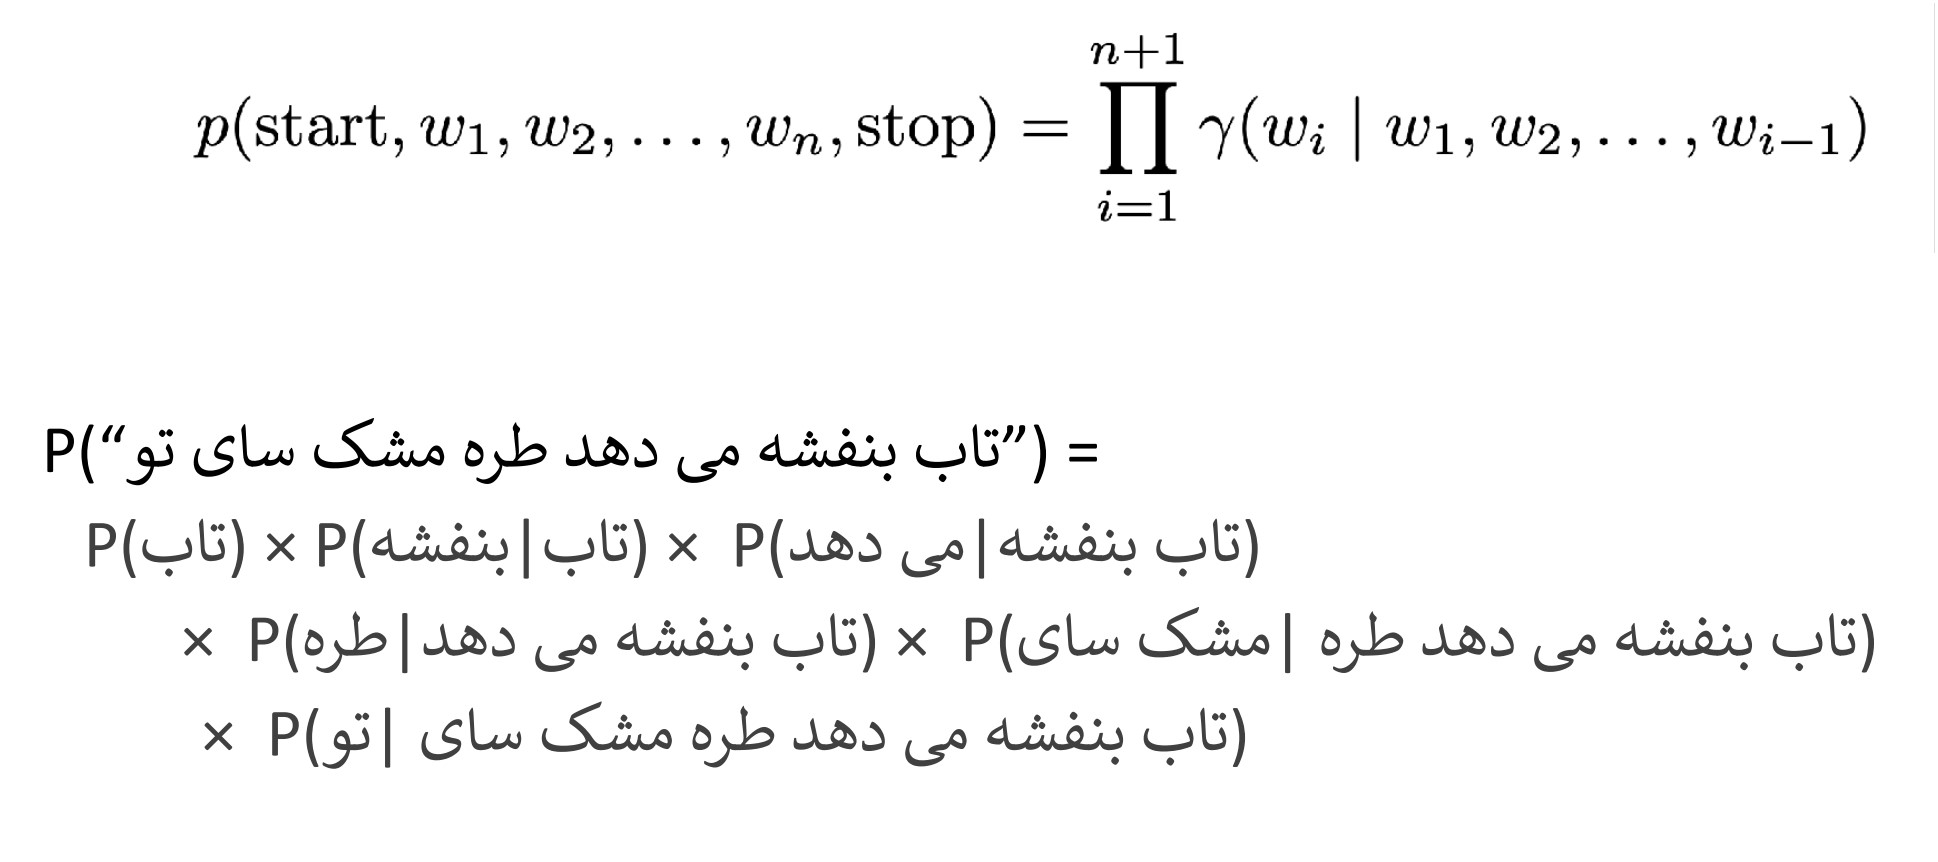 p(start, w₁, w₂, . . . , wₙ, stop) = ∏ᵢ₌₁ⁿ⁺¹ γ(wᵢ | w₁, w₂, . . . , wᵢ₋₁)
P(“تاب بنفشه می دهد طره مشک سای تو”) =
P(تاب) × P(بنفشه|تاب) × P(می دهد|تاب بنفشه)
× P(طره|تاب بنفشه می دهد) × P(مشک سای| تاب بنفشه می دهد طره)
× P(تو| تاب بنفشه می دهد طره مشک سای)